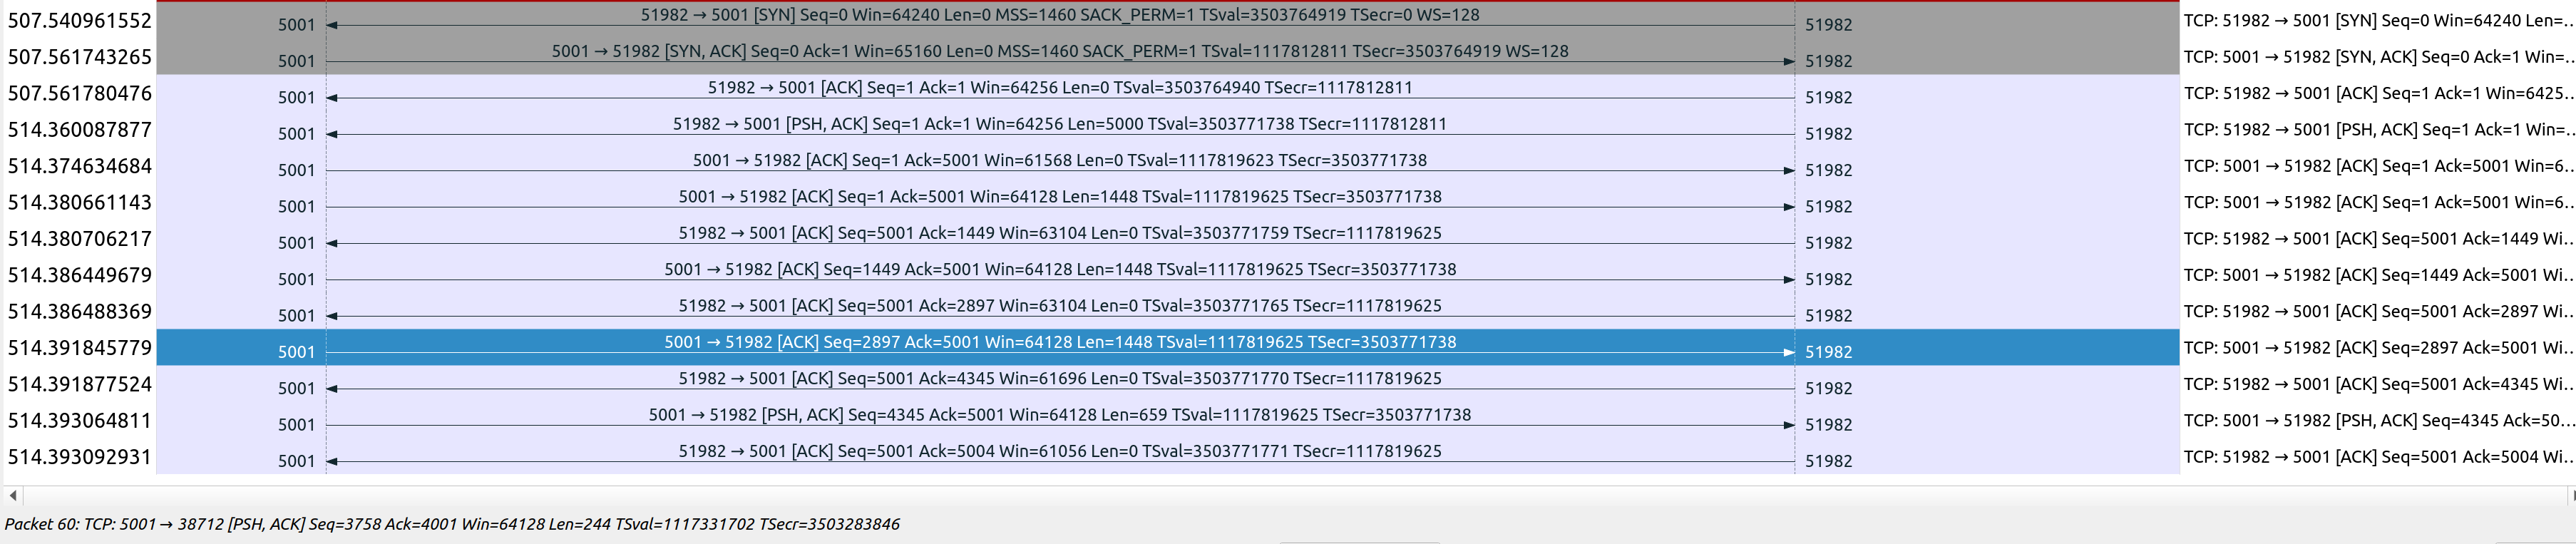 507.540961552 5001 51982 → 5001 [SYN] Seq=0 Win=64240 Len=0 MSS=1460 SACK_PERM=1 TSval=3503764919 TSecr=0 WS=128 51982 TCP: 51982 → 5001 [SYN] Seq=0 Win=64240 Len=…
507.561743265 5001 5001 → 51982 [SYN, ACK] Seq=0 Ack=1 Win=65160 Len=0 MSS=1460 SACK_PERM=1 TSval=1117812811 TSecr=3503764919 WS=128 51982 TCP: 5001 → 51982 [SYN, ACK] Seq=0 Ack=1 Win=…
507.561780476 5001 51982 → 5001 [ACK] Seq=1 Ack=1 Win=64256 Len=0 TSval=3503764940 TSecr=1117812811 51982 TCP: 51982 → 5001 [ACK] Seq=1 Ack=1 Win=6425…
514.360087877 5001 51982 → 5001 [PSH, ACK] Seq=1 Ack=1 Win=64256 Len=5000 TSval=3503771738 TSecr=1117812811 51982 TCP: 51982 → 5001 [PSH, ACK] Seq=1 Ack=1 Win=…
514.374634684 5001 5001 → 51982 [ACK] Seq=1 Ack=5001 Win=61568 Len=0 TSval=1117819623 TSecr=3503771738 51982 TCP: 5001 → 51982 [ACK] Seq=1 Ack=5001 Win=6…
514.380661143 5001 5001 → 51982 [ACK] Seq=1 Ack=5001 Win=64128 Len=1448 TSval=1117819625 TSecr=3503771738 51982 TCP: 5001 → 51982 [ACK] Seq=1 Ack=5001 Win=6…
514.380706217 5001 51982 → 5001 [ACK] Seq=5001 Ack=1449 Win=63104 Len=0 TSval=3503771759 TSecr=1117819625 51982 TCP: 51982 → 5001 [ACK] Seq=5001 Ack=1449 Wi…
514.386449679 5001 5001 → 51982 [ACK] Seq=1449 Ack=5001 Win=64128 Len=1448 TSval=1117819625 TSecr=3503771738 51982 TCP: 5001 → 51982 [ACK] Seq=1449 Ack=5001 Wi…
514.386488369 5001 51982 → 5001 [ACK] Seq=5001 Ack=2897 Win=63104 Len=0 TSval=3503771765 TSecr=1117819625 51982 TCP: 51982 → 5001 [ACK] Seq=5001 Ack=2897 Wi…
514.391845779 5001 5001 → 51982 [ACK] Seq=2897 Ack=5001 Win=64128 Len=1448 TSval=1117819625 TSecr=3503771738 51982 TCP: 5001 → 51982 [ACK] Seq=2897 Ack=5001 Wi…
514.391877524 5001 51982 → 5001 [ACK] Seq=5001 Ack=4345 Win=61696 Len=0 TSval=3503771770 TSecr=1117819625 51982 TCP: 51982 → 5001 [ACK] Seq=5001 Ack=4345 Wi…
514.393064811 5001 5001 → 51982 [PSH, ACK] Seq=4345 Ack=5001 Win=64128 Len=659 TSval=1117819625 TSecr=3503771738 51982 TCP: 5001 → 51982 [PSH, ACK] Seq=4345 Ack=50…
514.393092931 5001 51982 → 5001 [ACK] Seq=5001 Ack=5004 Win=61056 Len=0 TSval=3503771771 TSecr=1117819625 51982 TCP: 51982 → 5001 [ACK] Seq=5001 Ack=5004 Wi…
Packet 60: TCP: 5001 → 38712 [PSH, ACK] Seq=3758 Ack=4001 Win=64128 Len=244 TSval=1117331702 TSecr=3503283846